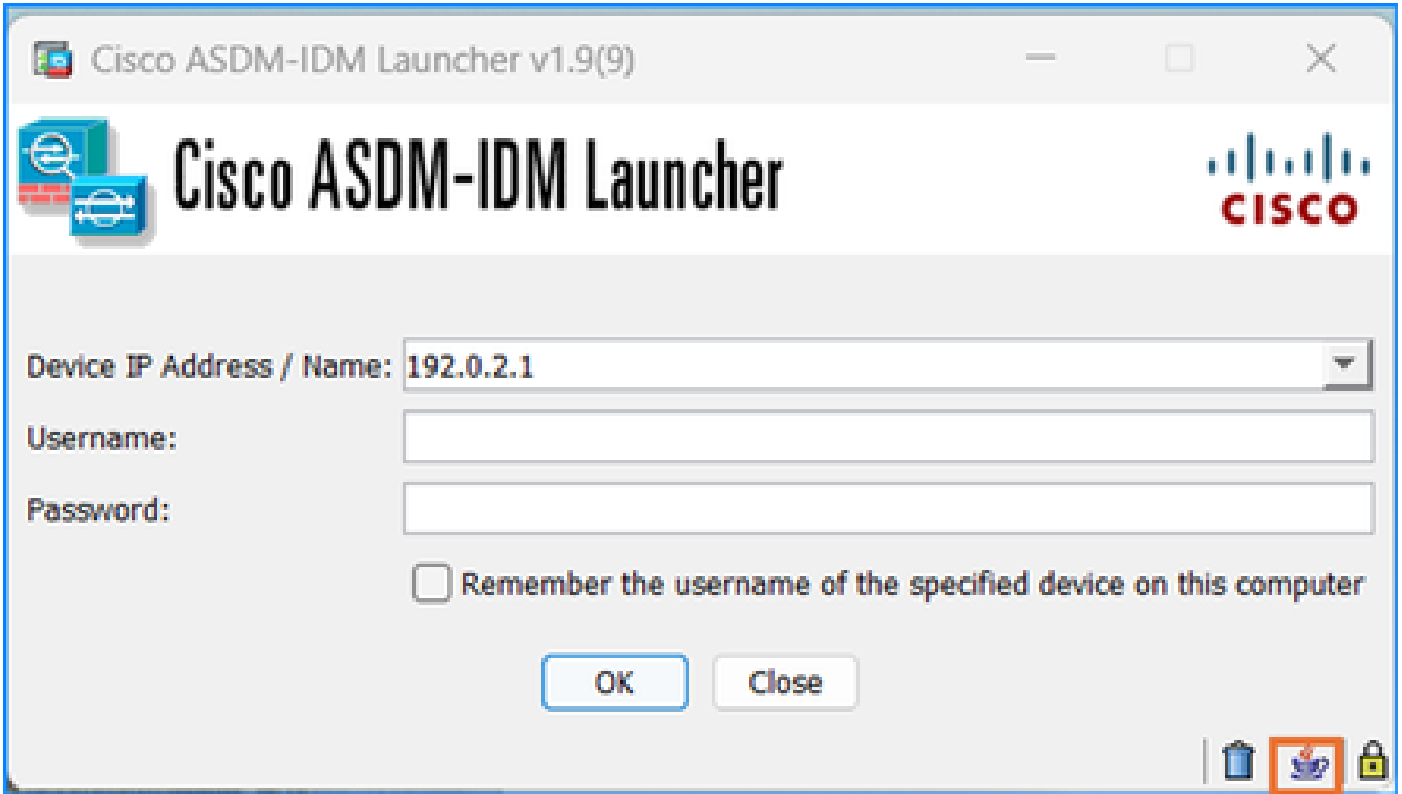 Cisco ASDM-IDM Launcher v1.9(9)
Cisco ASDM-IDM Launcher
CISCO
Device IP Address / Name: 192.0.2.1
Username:
Password:
Remember the username of the specified device on this computer
OK Close